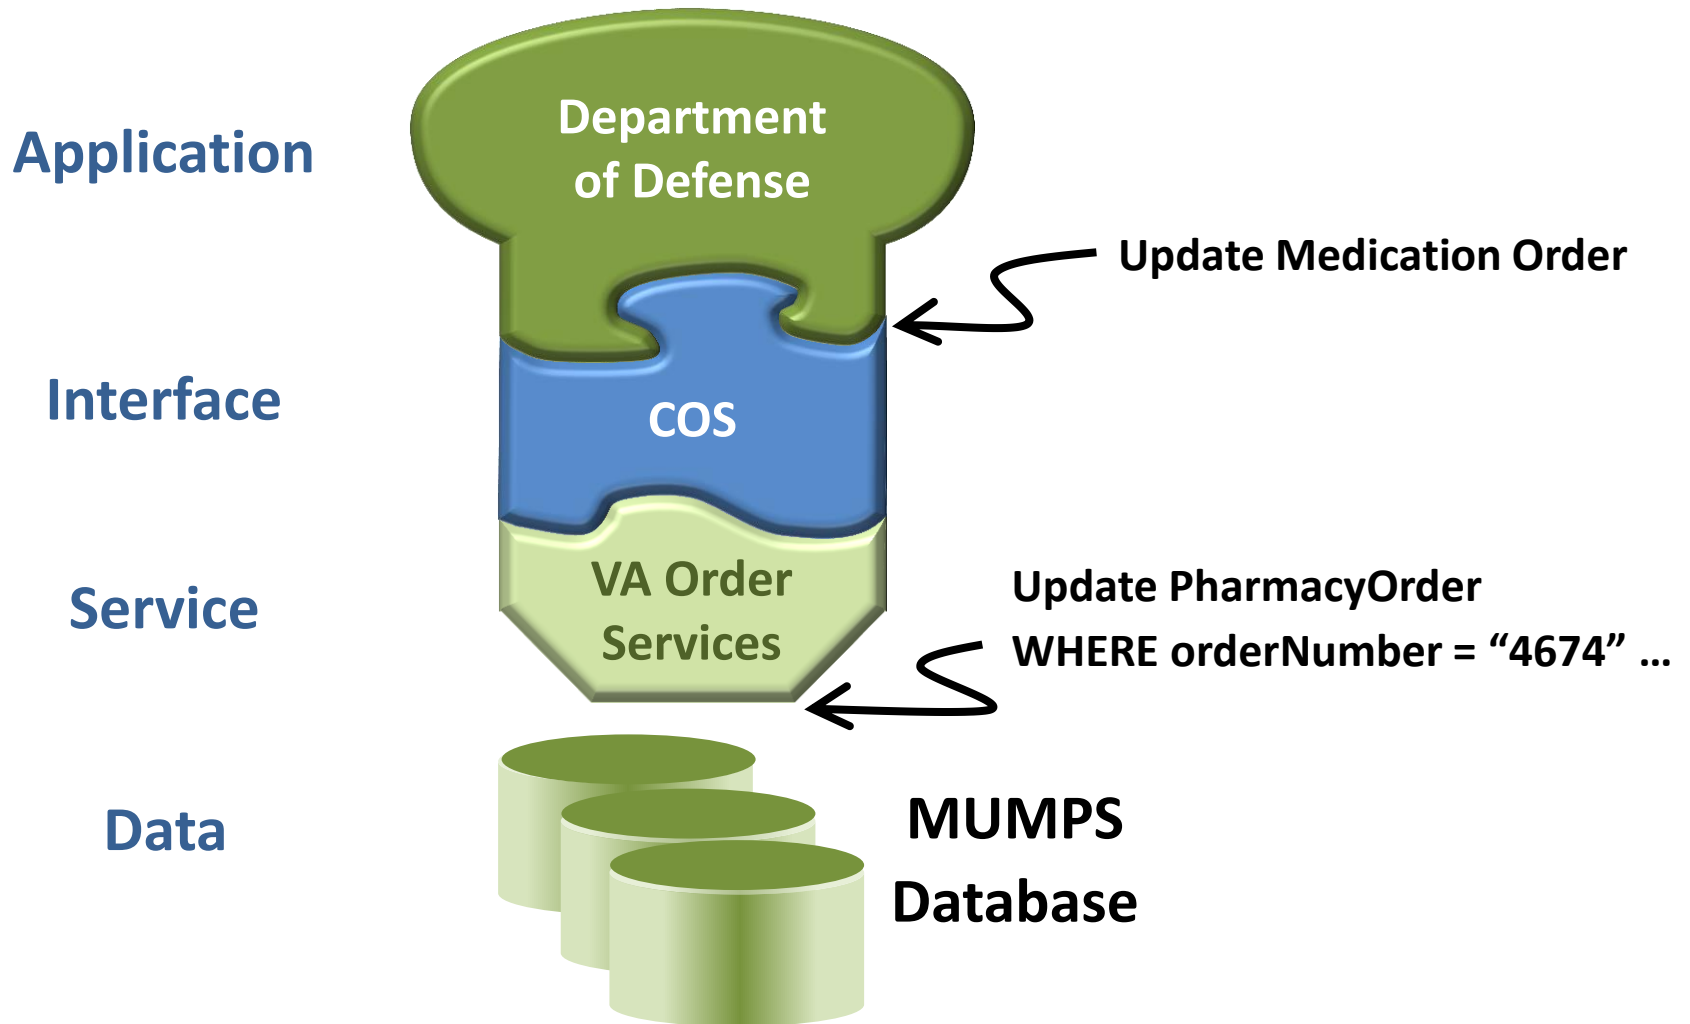 Application
Department
of Defense
Update Medication Order
Interface
COS
Service
VA Order
Services
Update PharmacyOrder
WHERE orderNumber = “4674” ...
Data
MUMPS
Database